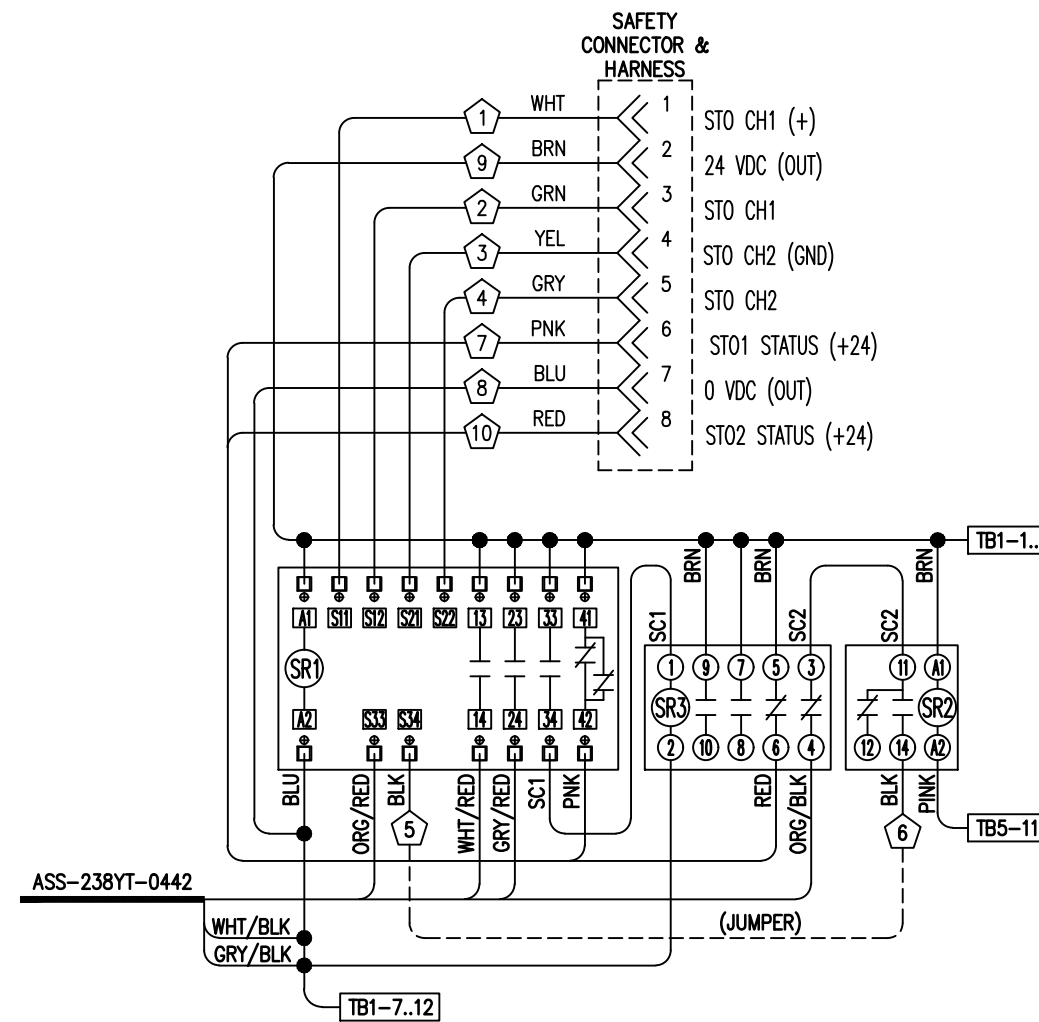 SAFETY
CONNECTOR &
HARNESS
1 WHT 1 STO CH1 (+)
9 BRN 2 24 VDC (OUT)
2 GRN 3 STO CH1
3 YEL 4 STO CH2 (GND)
4 GRY 5 STO CH2
7 PNK 6 STO1 STATUS (+24)
8 BLU 7 0 VDC (OUT)
10 RED 8 STO2 STATUS (+24)
TB1-1..
SC1 BRN BRN SC2 SC2 BRN
A1 S11 S12 S21 S22 13 23 33 41
1 9 7 5 3 11 A1
SR1 SR3 SR2
A2 S33 S34 14 24 34 42
2 10 8 6 4 12 14 A2
BLU ORG/RED BLK WHT/RED GRY/RED SC1 PNK RED ORG/BLK BLK PINK
5 6 TB5-11
ASS-238YT-0442
WHT/BLK (JUMPER)
GRY/BLK
TB1-7..12